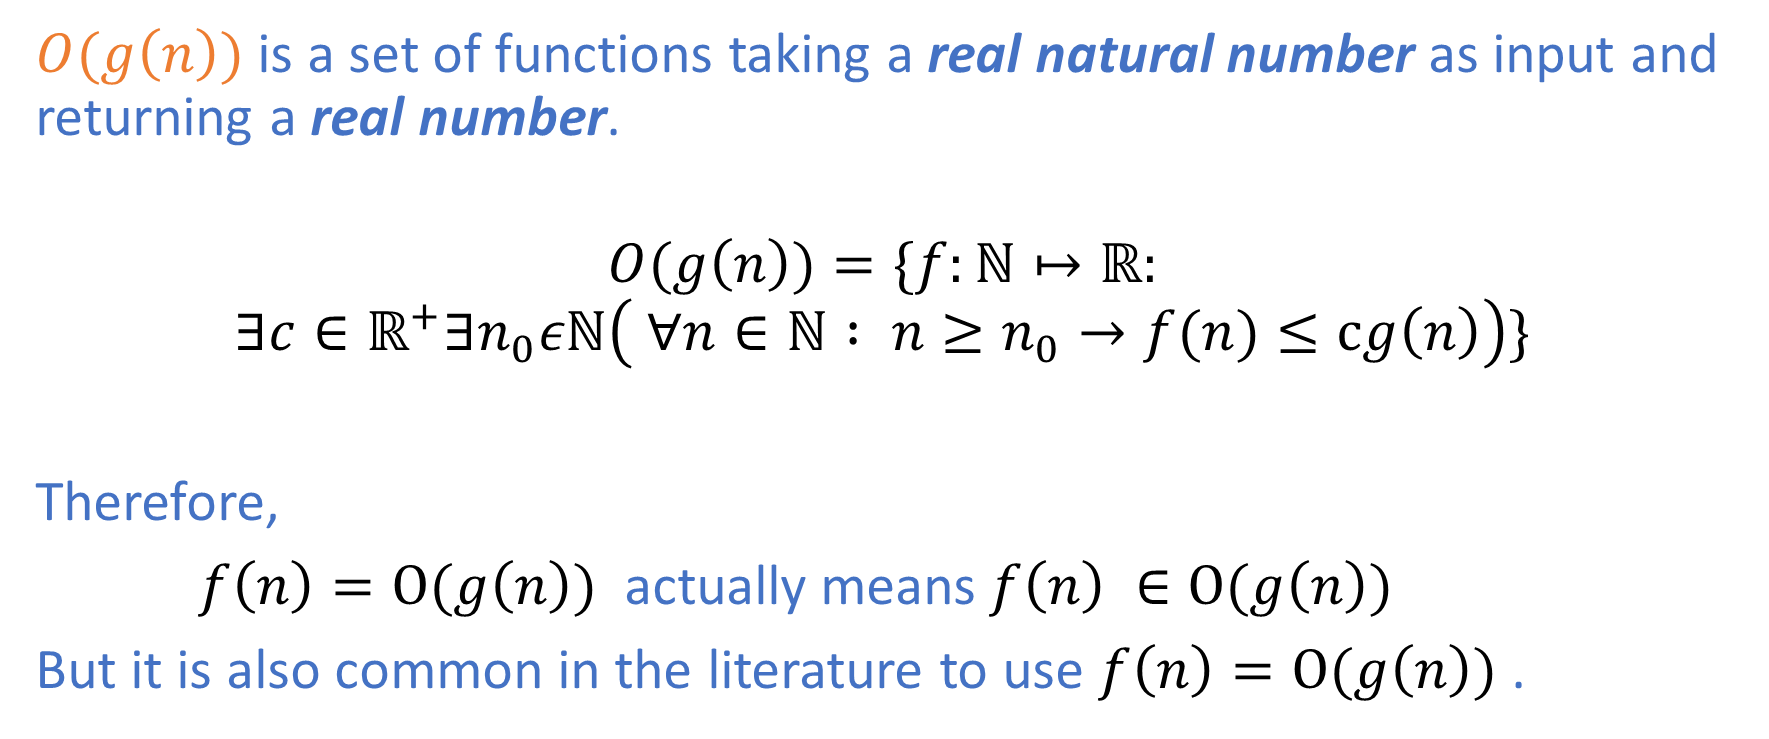 O(g(n)) is a set of functions taking a real natural number as input and
returning a real number.
O(g(n)) = {f: ℕ ↦ ℝ:
∃c ∈ ℝ⁺∃n₀ϵℕ( ∀n ∈ ℕ : n ≥ n₀ → f(n) ≤ cg(n))}
Therefore,
f(n) = O(g(n)) actually means f(n) ∈ O(g(n))
But it is also common in the literature to use f(n) = O(g(n)) .